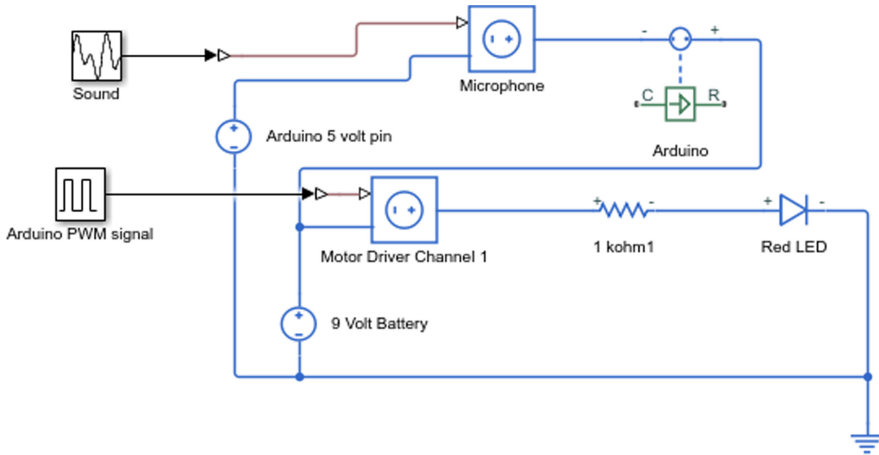 Sound
Microphone
- +
Arduino 5 volt pin
C R
Arduino
Arduino PWM signal
Motor Driver Channel 1
+ -
1 kohm1
+ -
Red LED
9 Volt Battery